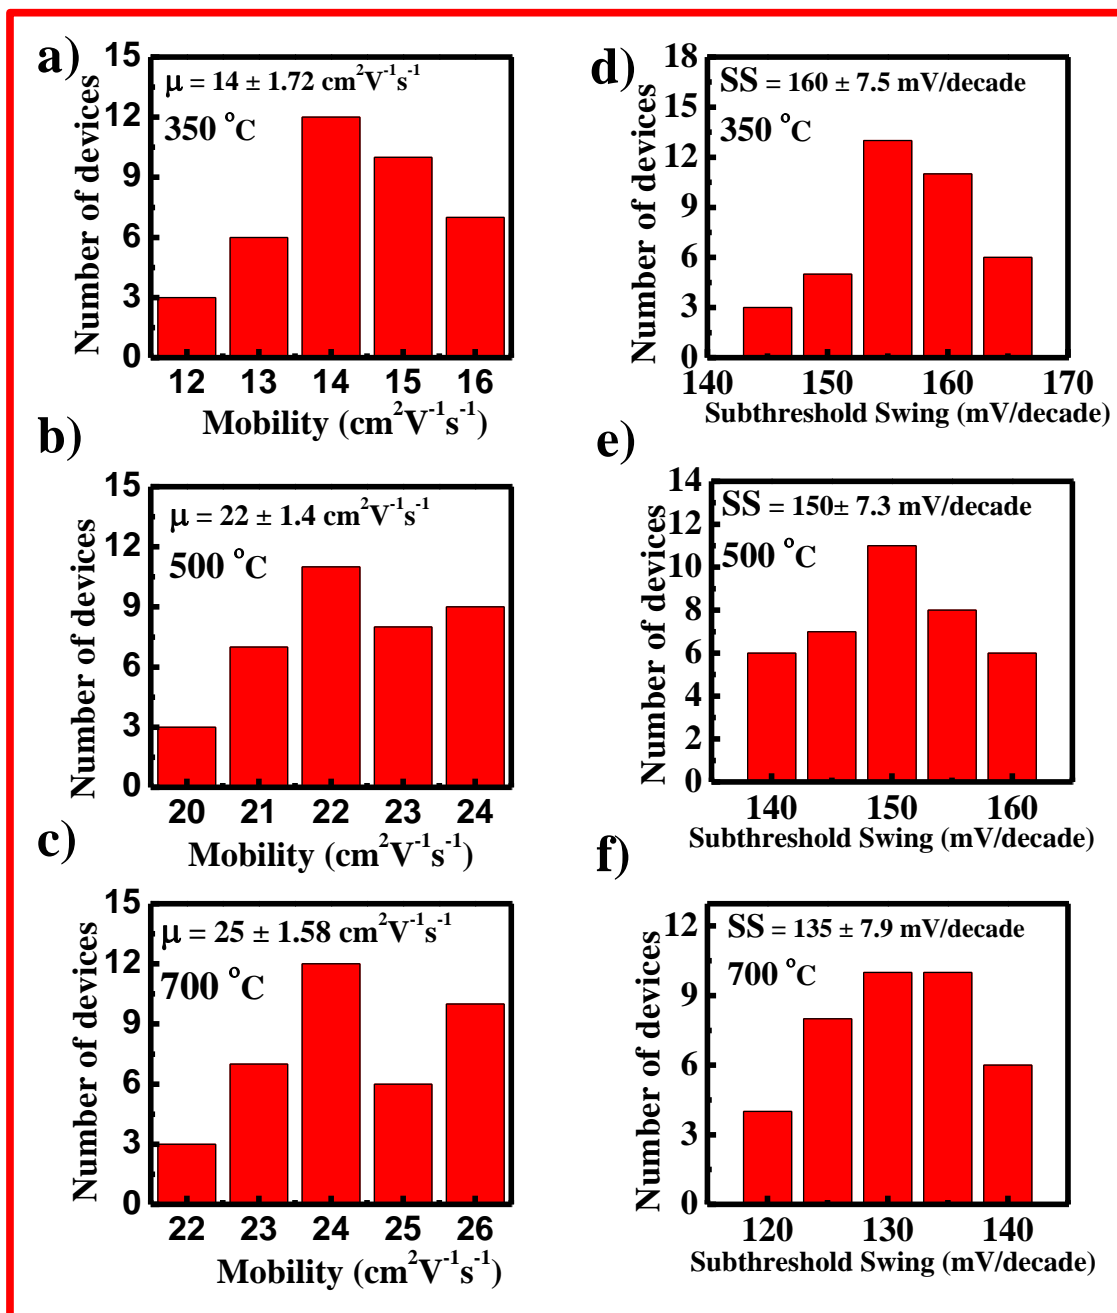 a)
μ = 14 ± 1.72 cm²V⁻¹s⁻¹
350 °C
Number of devices
15
12
9
6
3
0
12 13 14 15 16
Mobility (cm²V⁻¹s⁻¹)
d)
SS = 160 ± 7.5 mV/decade
350 °C
Number of devices
18
15
12
9
6
3
0
140 150 160 170
Subthreshold Swing (mV/decade)
b)
μ = 22 ± 1.4 cm²V⁻¹s⁻¹
500 °C
Number of devices
15
12
9
6
3
0
20 21 22 23 24
Mobility (cm²V⁻¹s⁻¹)
e)
SS = 150± 7.3 mV/decade
500 °C
Number of devices
14
12
10
8
6
4
2
0
140 150 160
Subthreshold Swing (mV/decade)
c)
μ = 25 ± 1.58 cm²V⁻¹s⁻¹
700 °C
Number of devices
15
12
9
6
3
0
22 23 24 25 26
Mobility (cm²V⁻¹s⁻¹)
f)
SS = 135 ± 7.9 mV/decade
700 °C
Number of devices
12
9
6
3
0
120 130 140
Subthreshold Swing (mV/decade)